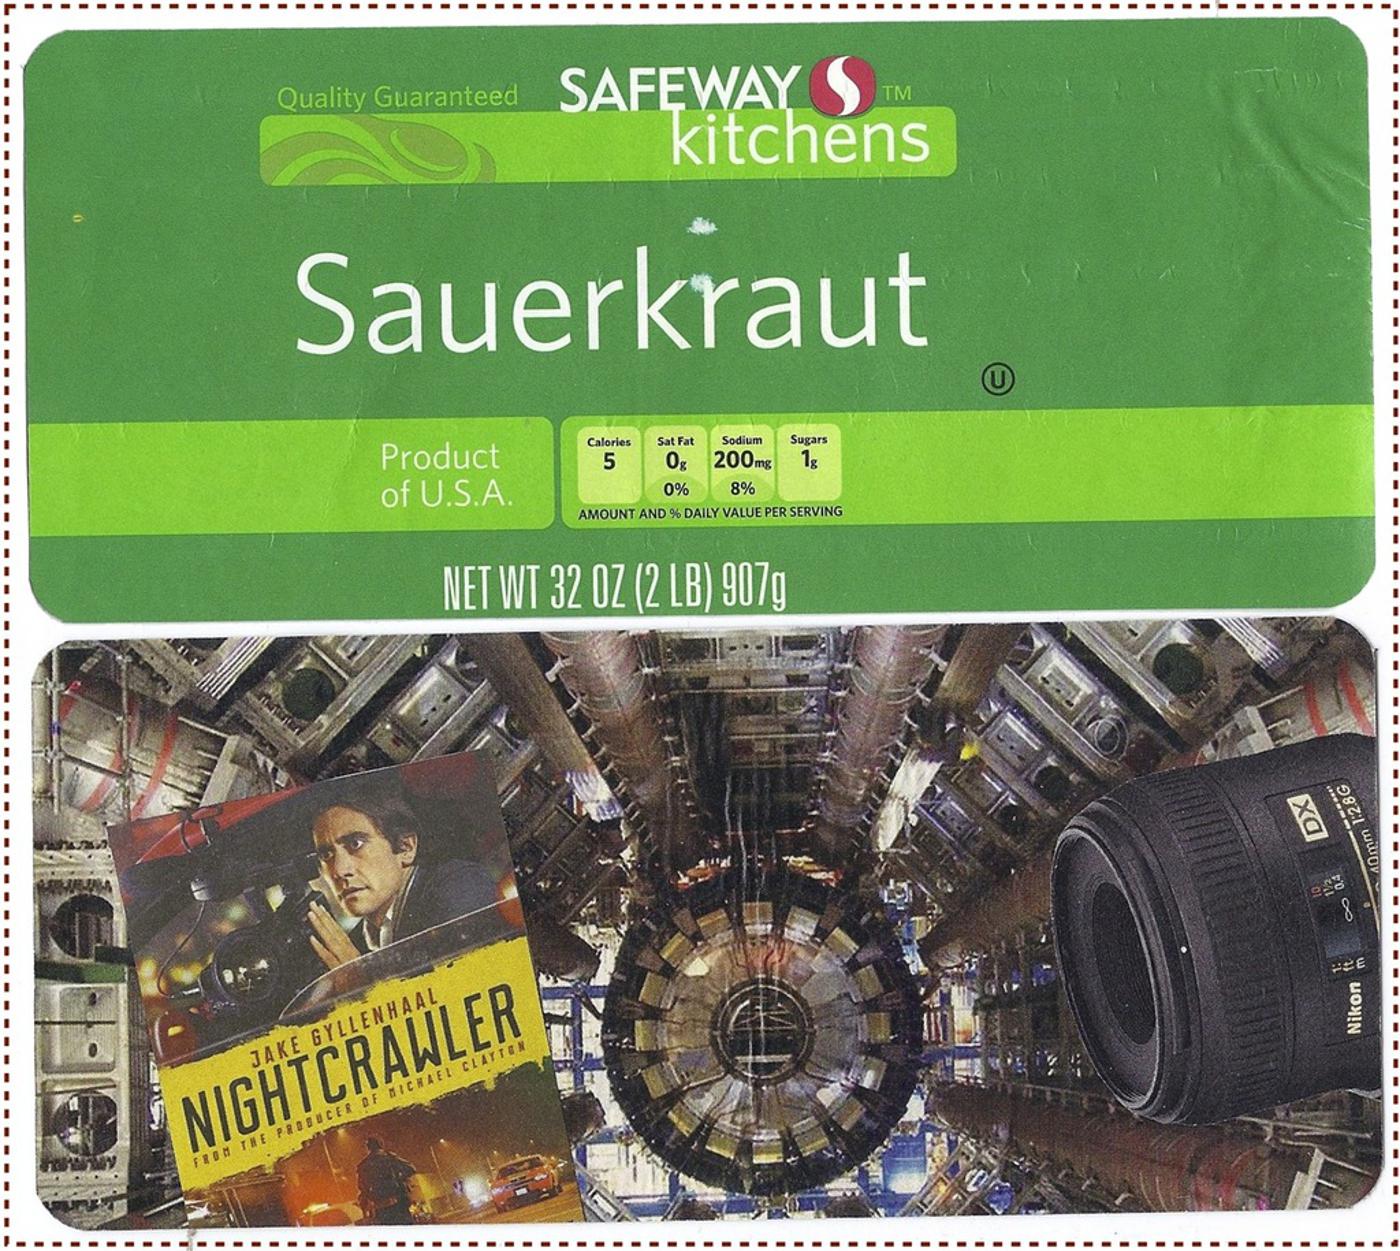 Quality Guaranteed
SAFEWAY TM
kitchens
Sauerkraut
U
Product
of U.S.A.
Calories Sat Fat Sodium Sugars
5 0g 200mg 1g
0% 8%
AMOUNT AND % DAILY VALUE PER SERVING
NET WT 32 OZ (2 LB) 907g
JAKE GYLLENHAAL
NIGHTCRAWLER
FROM THE PRODUCER OF MICHAEL CLAYTON
DX
40mm 1:2.8G
∞
ft
m
Nikon